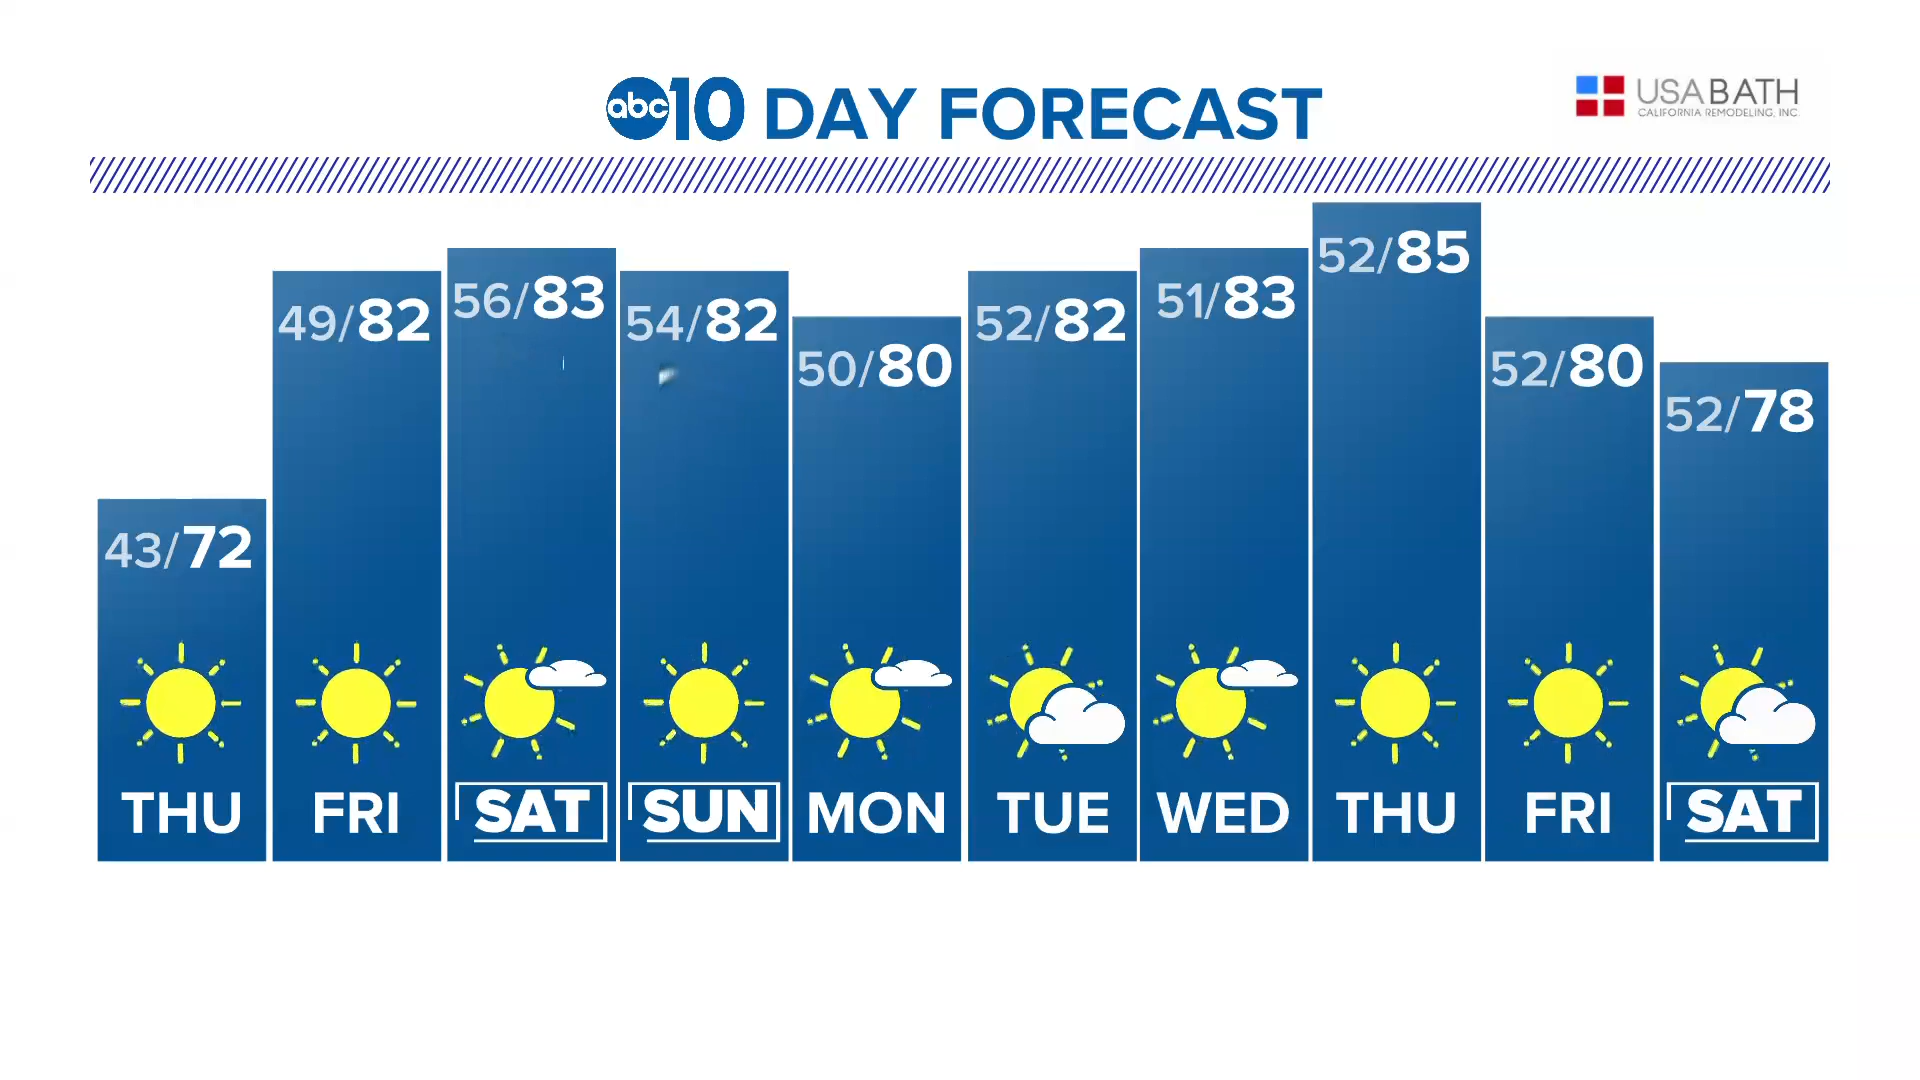 abc10 DAY FORECAST
USA BATH
CALIFORNIA REMODELING, INC
43/72
THU
49/82
FRI
56/83
SAT
54/82
SUN
50/80
MON
52/82
TUE
51/83
WED
52/85
THU
52/80
FRI
52/78
SAT